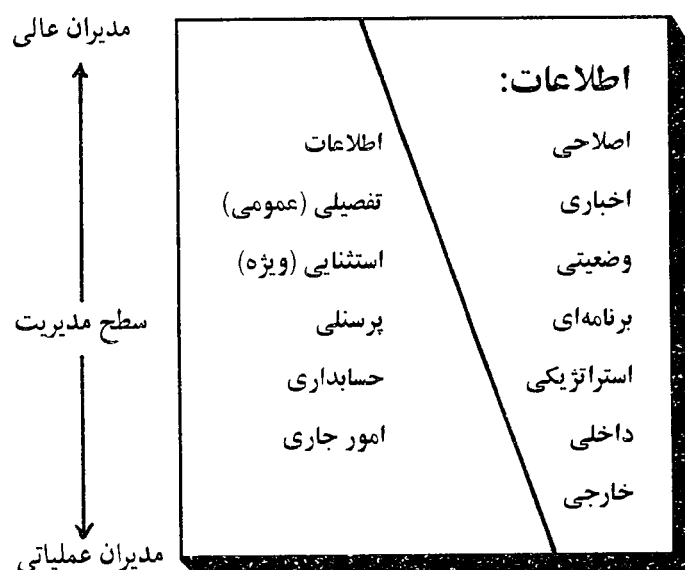 اطلاعات:
اصلاحی
اخباری
وضعیتی
برنامه‌ای
استراتژیکی
داخلی
خارجی
اطلاعات
تفصیلی (عمومی)
استثنایی (ویژه)
پرسنلی
حسابداری
امور جاری
مدیران عالی
سطح مدیریت
مدیران عملیاتی